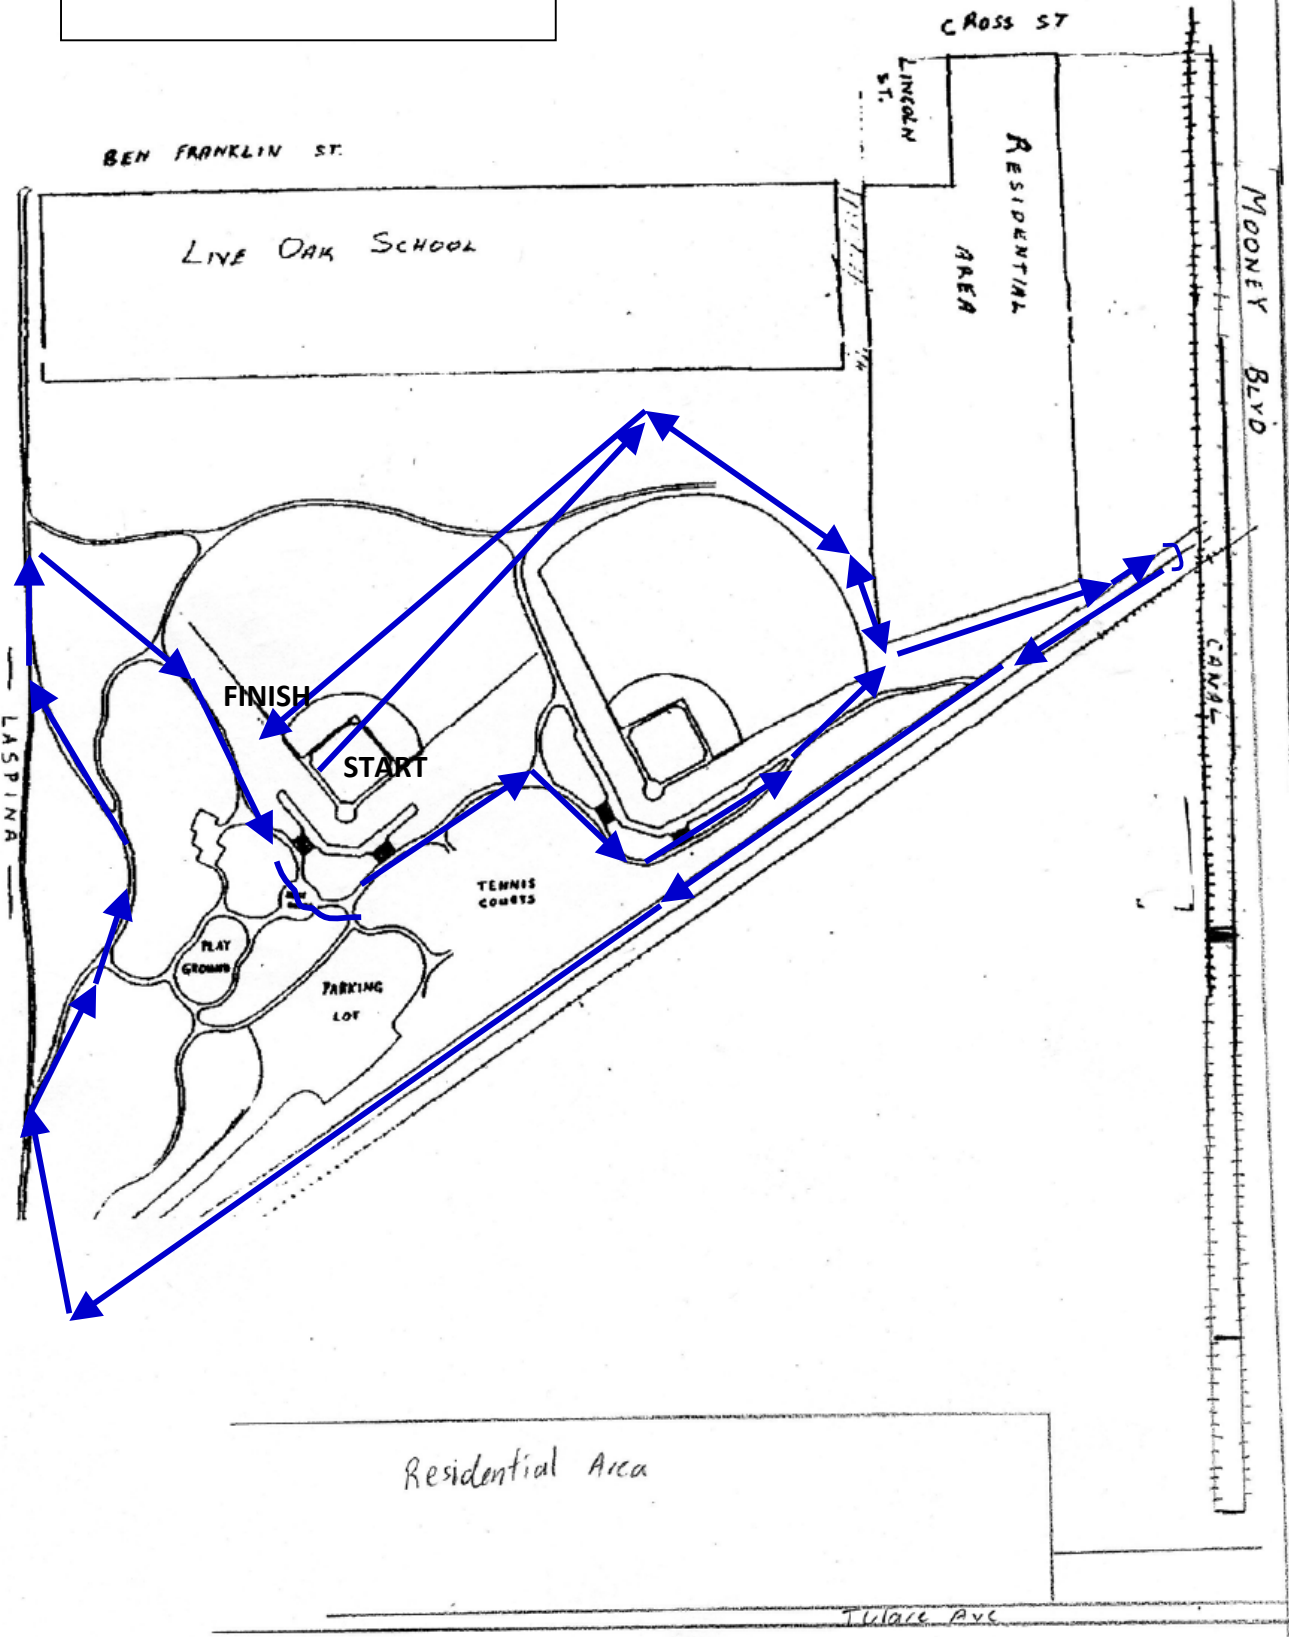 CROSS ST
LINCOLN
ST.
BEN FRANKLIN ST.
RESIDENTIAL
AREA
MOONEY BLVD
LIVE OAK SCHOOL
CANAL
LASPINA
FINISH
START
TENNIS
COURTS
PLAY
GROUND
PARKING
LOT
Residential Area
Tulare Ave